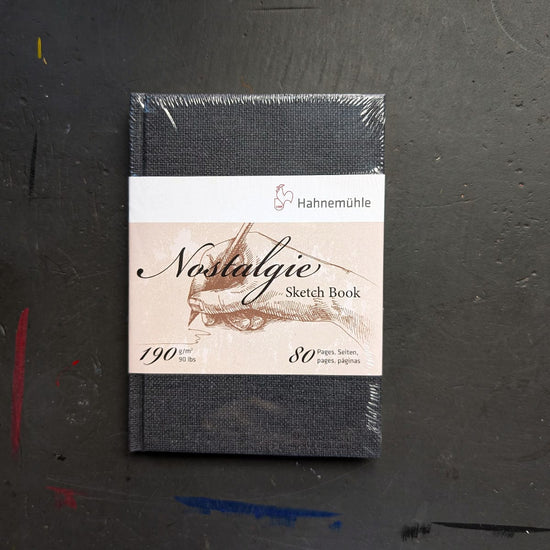 Hahnemühle
Nostalgie
Sketch Book
190 g/m²
90 lbs
80 Pages, Seiten,
pages, páginas